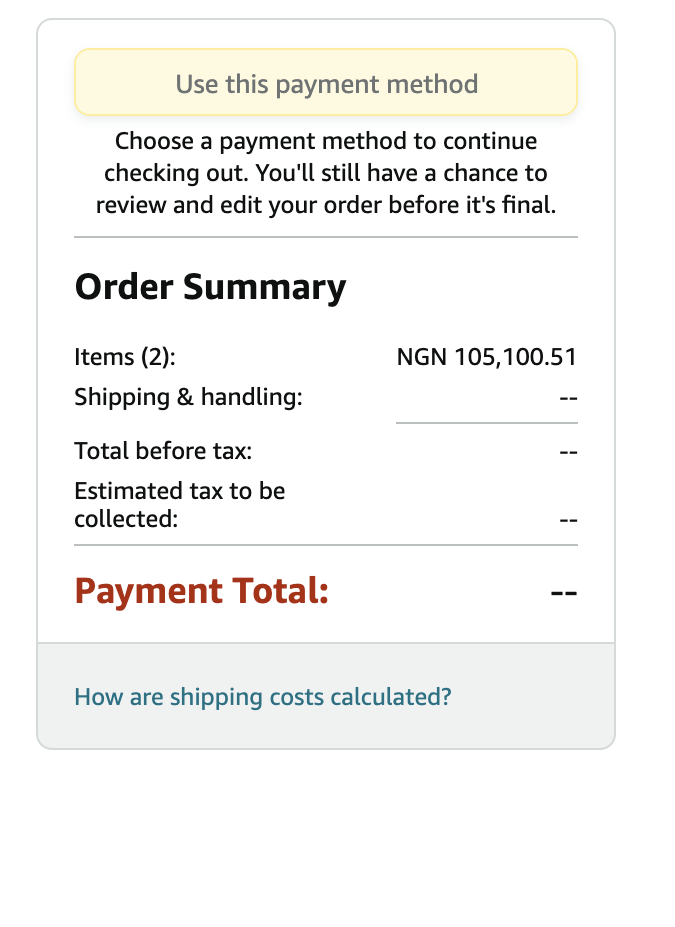 Use this payment method
Choose a payment method to continue
checking out. You'll still have a chance to
review and edit your order before it's final.
Order Summary
Items (2): NGN 105,100.51
Shipping & handling: --
Total before tax: --
Estimated tax to be
collected: --
Payment Total: --
How are shipping costs calculated?